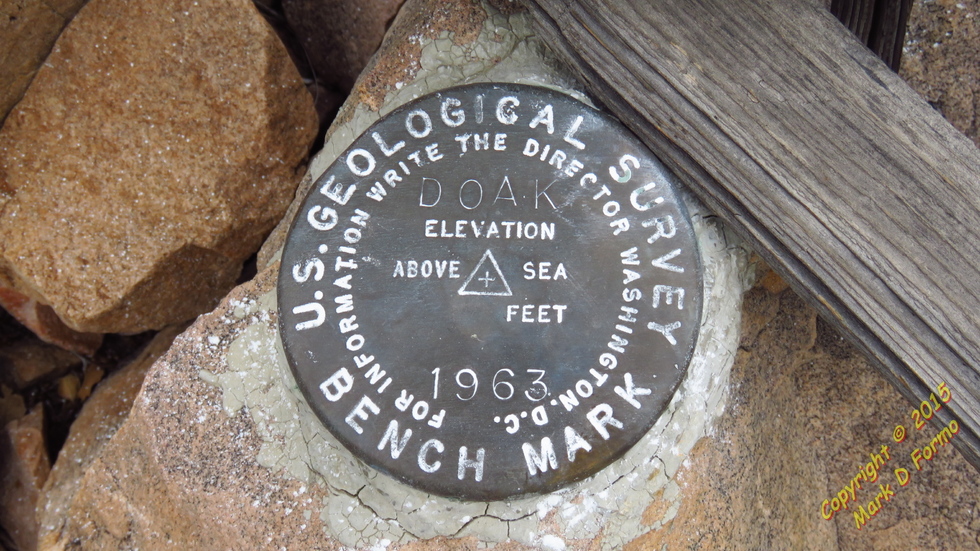 U.S. GEOLOGICAL SURVEY
BENCH MARK
FOR INFORMATION WRITE THE DIRECTOR WASHINGTON, D.C.
DOAK
ELEVATION
ABOVE SEA
FEET
1963
Copyright © 2015
Mark D Formo